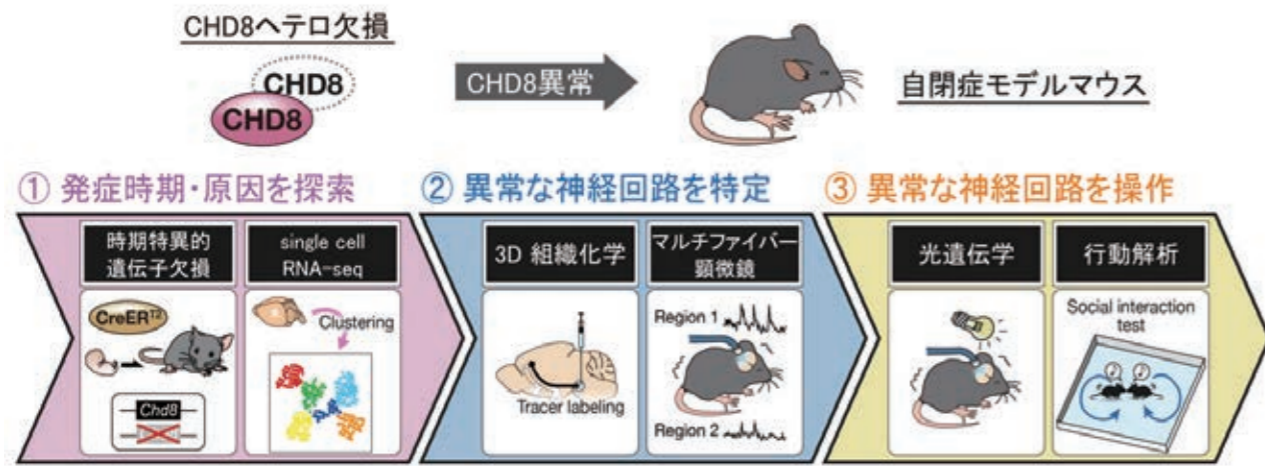 CHD8ヘテロ欠損
CHD8
CHD8
CHD8異常
自閉症モデルマウス
① 発症時期・原因を探索
時期特異的
遺伝子欠損
single cell
RNA-seq
CreERT2
Chd8
Clustering
② 異常な神経回路を特定
3D 組織化学
マルチファイバー
顕微鏡
Tracer labeling
Region 1
Region 2
③ 異常な神経回路を操作
光遺伝学
行動解析
Social interaction
test